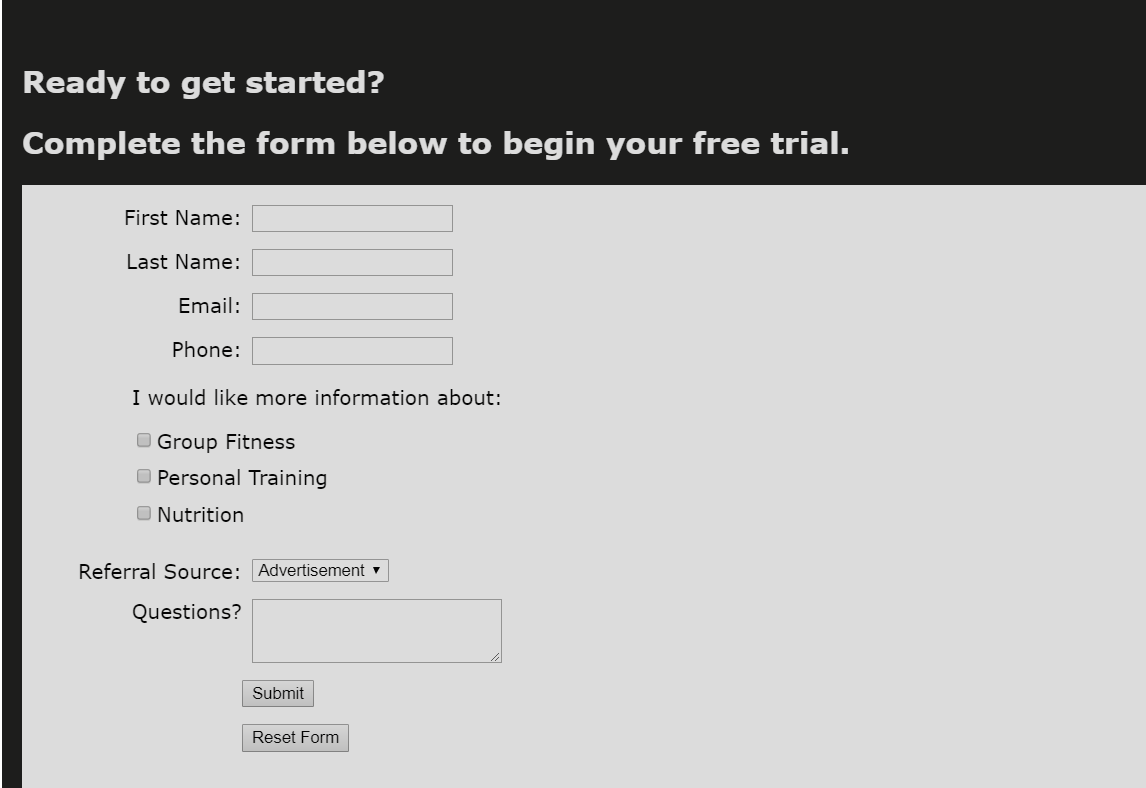 Ready to get started?
Complete the form below to begin your free trial.
First Name:
Last Name:
Email:
Phone:
I would like more information about:
Group Fitness
Personal Training
Nutrition
Referral Source: Advertisement
Questions?
Submit
Reset Form